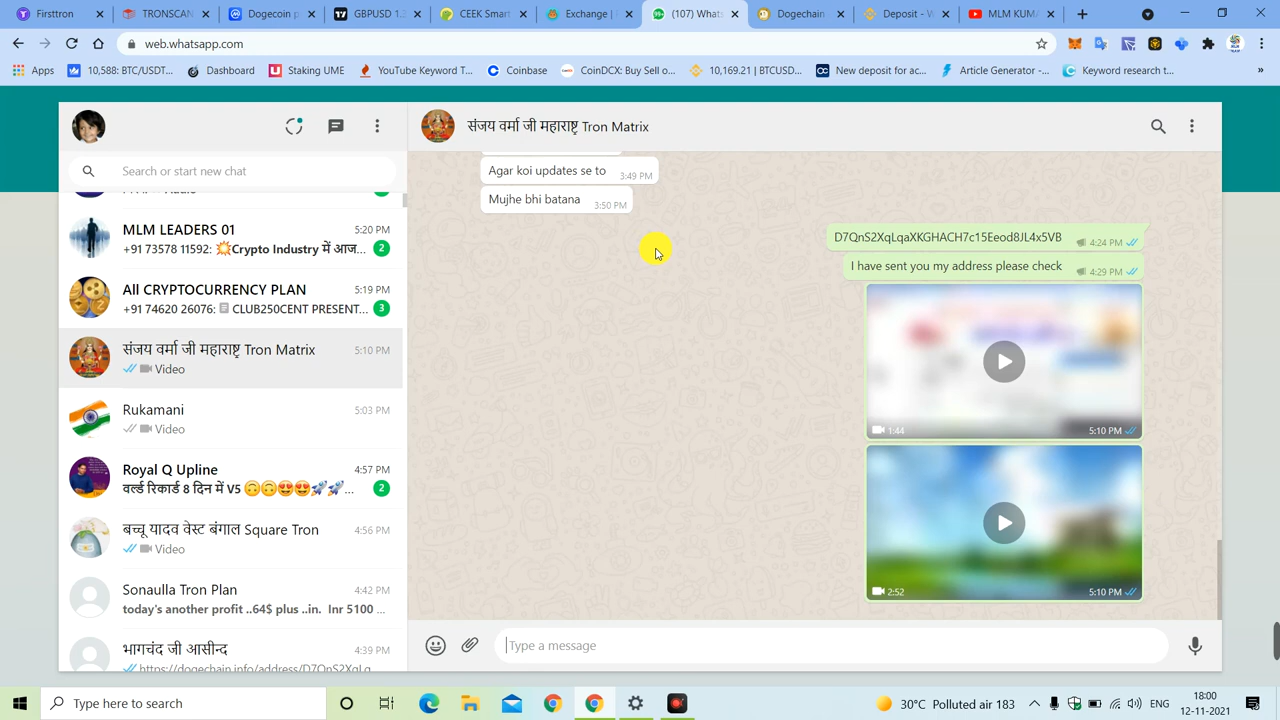 Firstiron
TRONSCAN
Dogecoin p
GBPUSD 1.3
CEEK Smart
Exchange |
(107) Whats
Dogechain
Deposit - W
MLM KUMA
web.whatsapp.com
Apps
10,588: BTC/USDT...
Dashboard
Staking UME
YouTube Keyword T...
Coinbase
CoinDCX: Buy Sell o...
10,169.21 | BTCUSD...
New deposit for ac...
Article Generator -...
Keyword research t...
संजय वर्मा जी महाराष्ट्र Tron Matrix
Search or start new chat
MLM LEADERS 01
5:20 PM
+91 73578 11592: 💥Crypto Industry में आज...
2
All CRYPTOCURRENCY PLAN
5:19 PM
+91 74620 26076: CLUB250CENT PRESENT...
3
संजय वर्मा जी महाराष्ट्र Tron Matrix
5:10 PM
Video
Rukamani
5:03 PM
Video
Royal Q Upline
4:57 PM
वर्ल्ड रिकार्ड 8 दिन में V5 🙃🙃😍😍🚀🚀...
2
बच्चू यादव वेस्ट बंगाल Square Tron
4:56 PM
Video
Sonaulla Tron Plan
4:42 PM
today's another profit ..64$ plus ..in. Inr 5100 ...
भागचंद जी आसीन्द
4:39 PM
https://dogechain.info/address/D7QnS2XqLq
Agar koi updates se to
3:49 PM
Mujhe bhi batana
3:50 PM
D7QnS2XqLqaXKGHACH7c15Eeod8JL4x5VB
4:24 PM
I have sent you my address please check
4:29 PM
1:44
5:10 PM
2:52
5:10 PM
Type a message
Type here to search
30°C Polluted air 183
ENG
18:00
12-11-2021